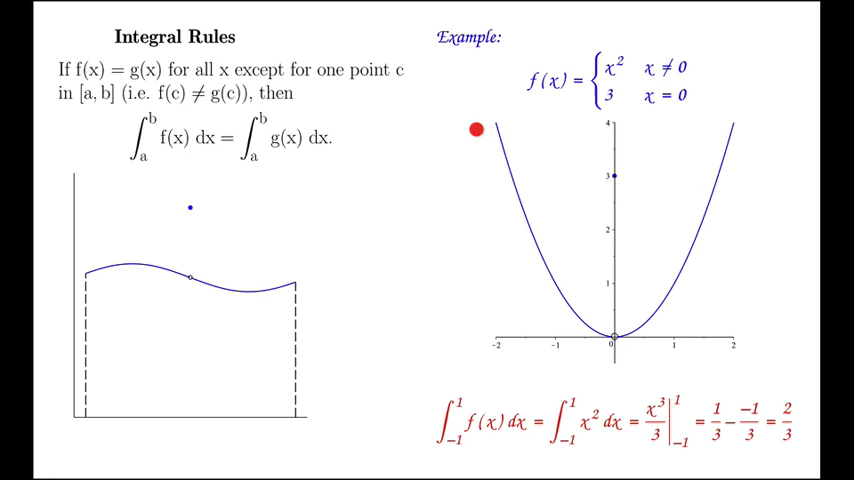 Integral Rules
If f(x) = g(x) for all x except for one point c
in [a, b] (i.e. f(c) ≠ g(c)), then
∫_a^b f(x) dx = ∫_a^b g(x) dx.
Example:
f(x) = { x² x ≠ 0
3 x = 0
4
3
2
1
-2 -1 0 1 2
∫_{-1}^{1} f(x) dx = ∫_{-1}^{1} x² dx = x³/3 |_{-1}^{1} = 1/3 − -1/3 = 2/3